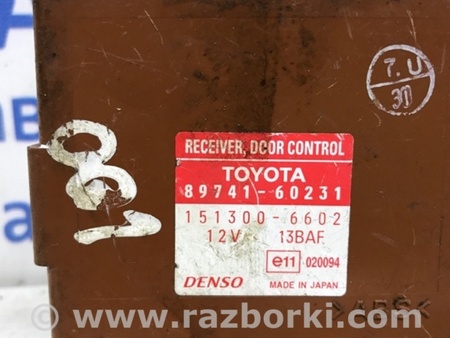 7.U
30
RECEIVER, DOOR CONTROL
TOYOTA
89741-60231
151300-6602
12V 13BAF
e11 020094
DENSO MADE IN JAPAN
>ABS<
www.razborki.com